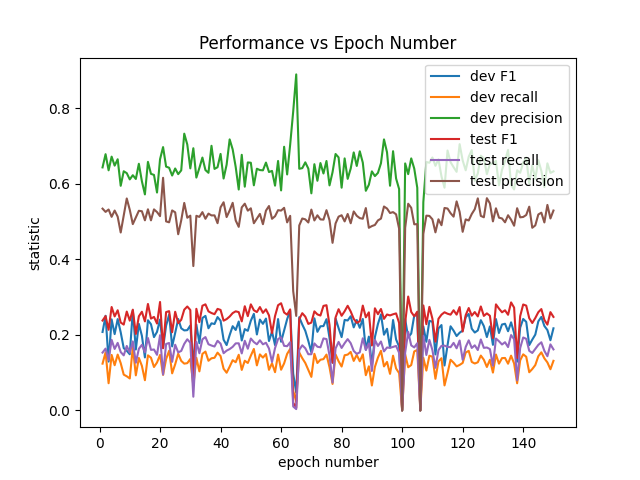 Performance vs Epoch Number
statistic
0.8
0.6
0.4
0.2
0.0
dev F1
dev recall
dev precision
test F1
test recall
test precision
0 20 40 60 80 100 120 140
epoch number